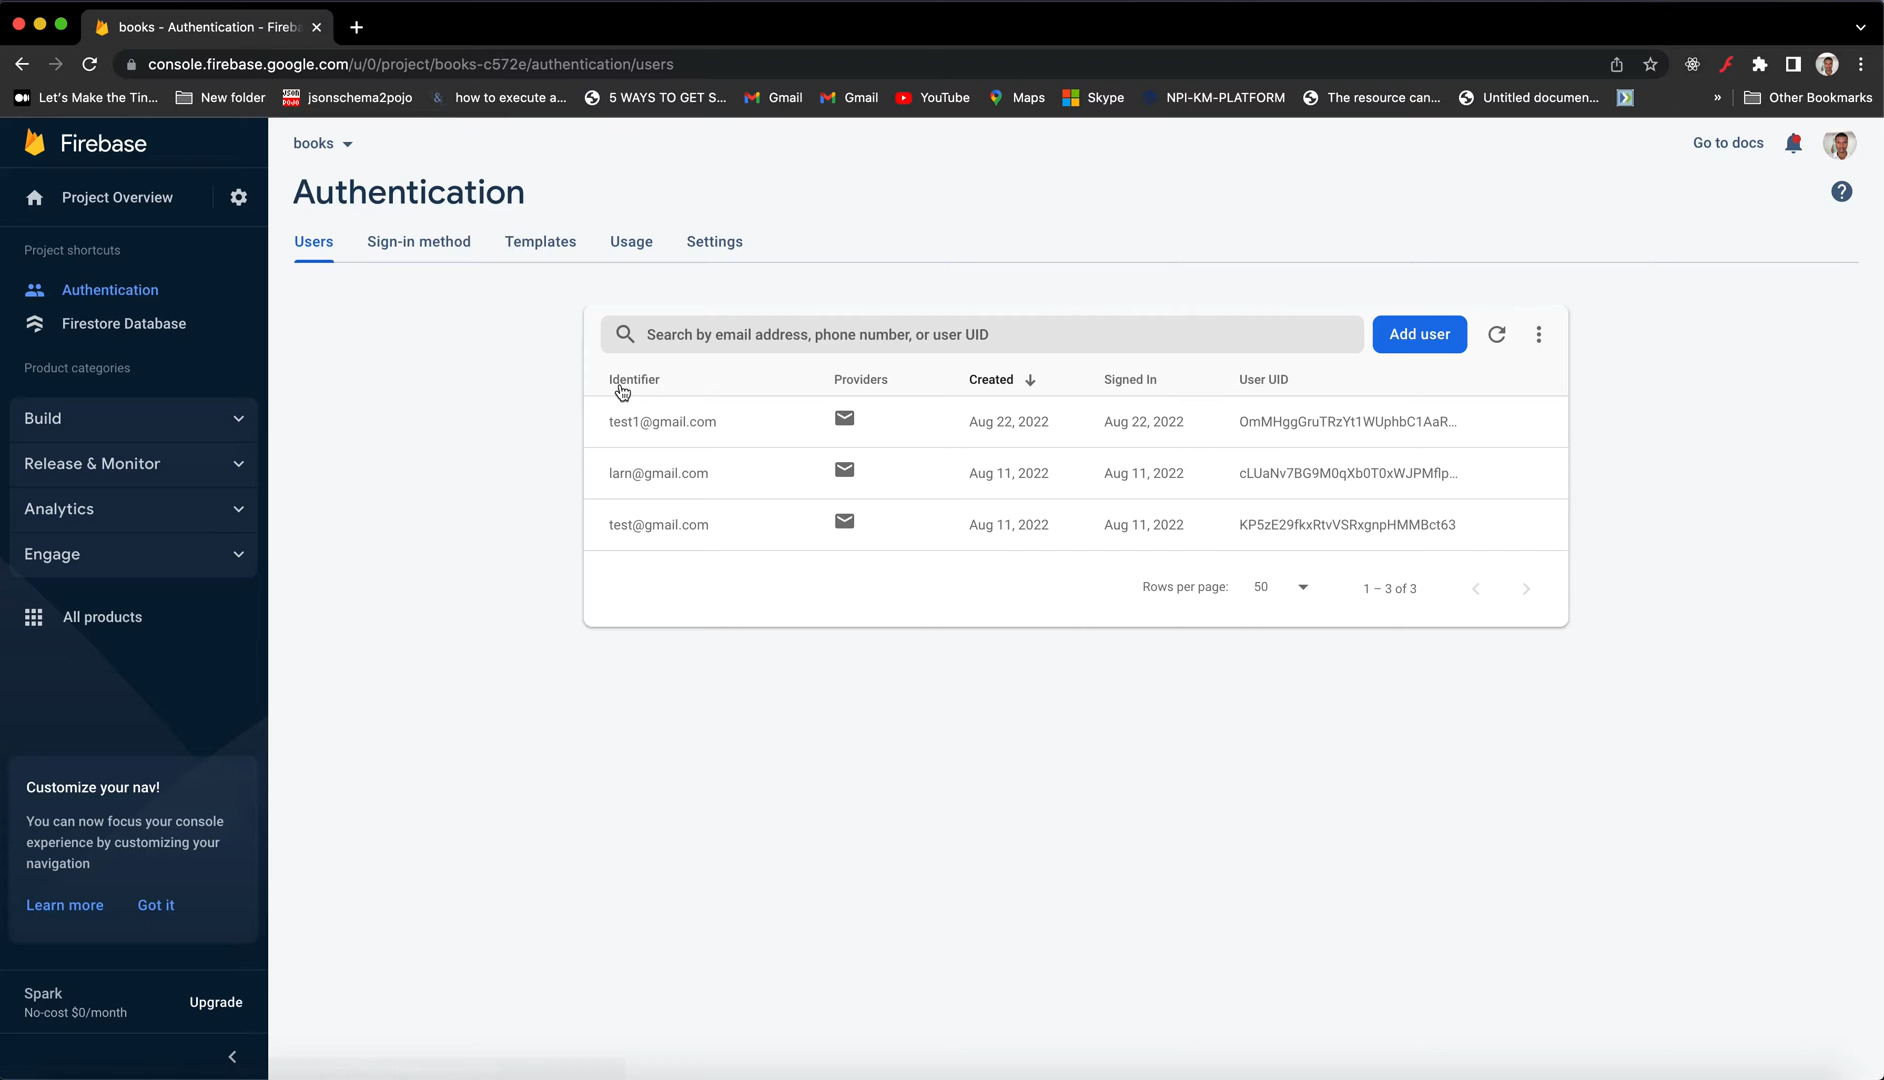 books - Authentication - Fireba
console.firebase.google.com/u/0/project/books-c572e/authentication/users
Let's Make the Tin... New folder jsonschema2pojo how to execute a... 5 WAYS TO GET S... Gmail Gmail YouTube Maps Skype NPI-KM-PLATFORM The resource can... Untitled documen... » Other Bookmarks
Firebase
books
Go to docs
Project Overview
Authentication
Users Sign-in method Templates Usage Settings
Project shortcuts
Authentication
Firestore Database
Product categories
Build
Release & Monitor
Analytics
Engage
All products
Search by email address, phone number, or user UID
Add user
Identifier Providers Created Signed In User UID
test1@gmail.com Aug 22, 2022 Aug 22, 2022 OmMHggGruTRzYt1WUphbC1AaR...
larn@gmail.com Aug 11, 2022 Aug 11, 2022 cLUaNv7BG9M0qXb0T0xWJPMflp...
test@gmail.com Aug 11, 2022 Aug 11, 2022 KP5zE29fkxRtvVSRxgnpHMMBct63
Rows per page: 50 1 – 3 of 3
Customize your nav!
You can now focus your console
experience by customizing your
navigation
Learn more Got it
Spark
No-cost $0/month
Upgrade